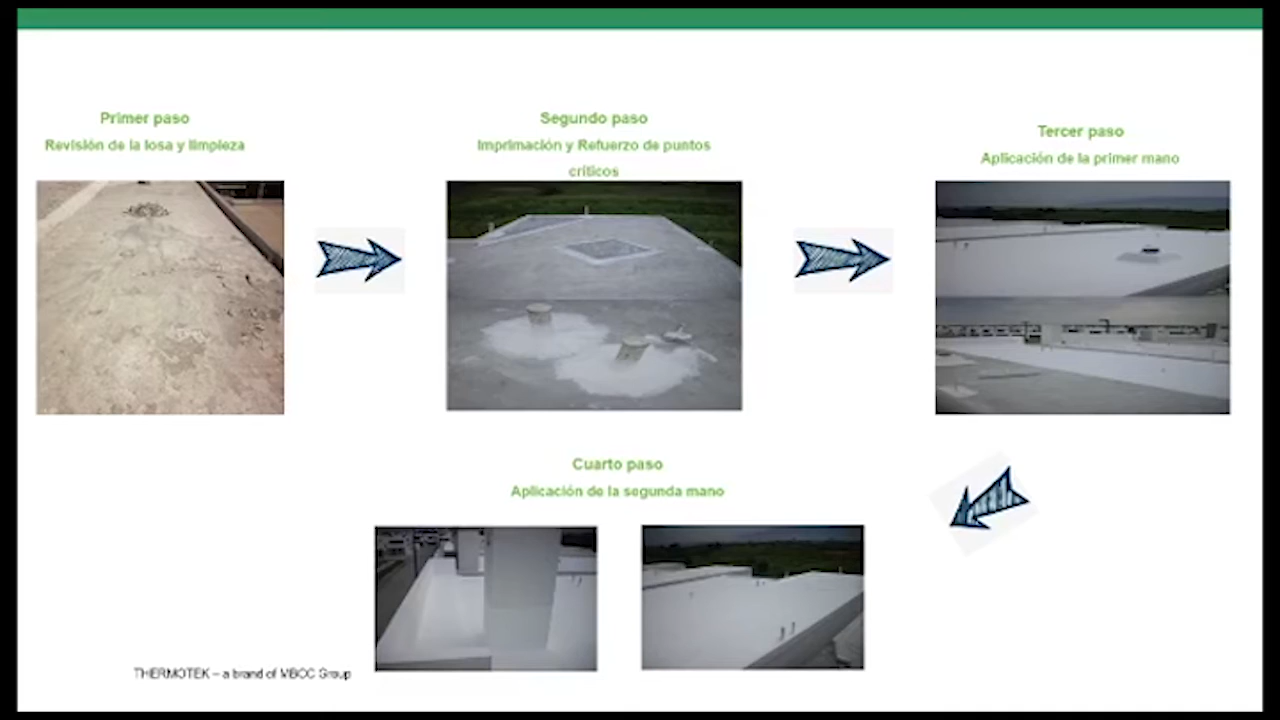 Primer paso
Revisión de la losa y limpieza
Segundo paso
Imprimación y Refuerzo de puntos
críticos
Tercer paso
Aplicación de la primer mano
Cuarto paso
Aplicación de la segunda mano
THERMOTEK – a brand of MBCC Group